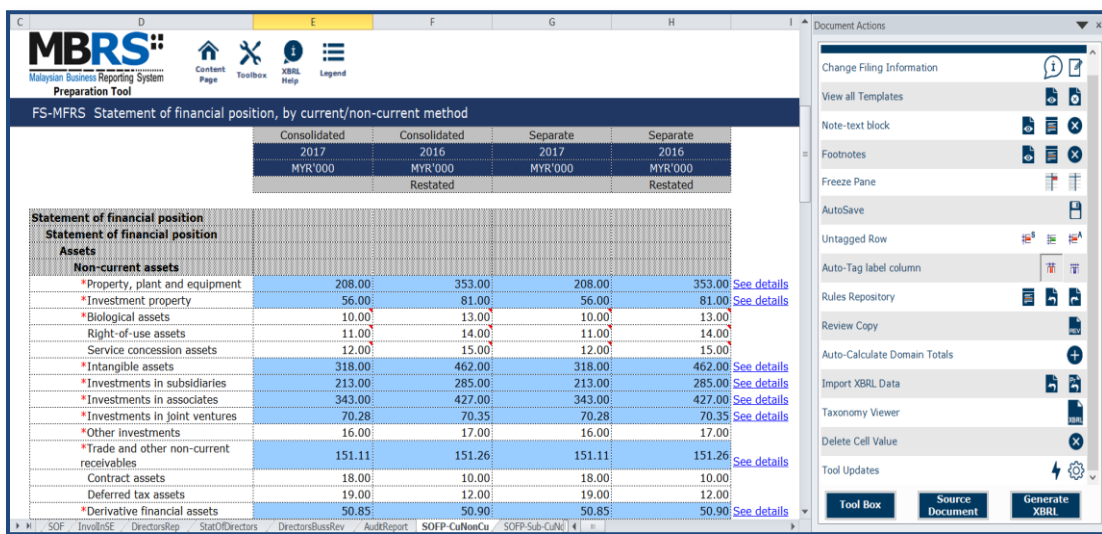 C D E F G H I
Document Actions
MBRS
Malaysian Business Reporting System
Preparation Tool
Content Page
Toolbox
XBRL Help
Legend
FS-MFRS Statement of financial position, by current/non-current method
Consolidated Consolidated Separate Separate
2017 2016 2017 2016
MYR'000 MYR'000 MYR'000 MYR'000
Restated Restated
Statement of financial position
Statement of financial position
Assets
Non-current assets
*Property, plant and equipment 208.00 353.00 208.00 353.00 See details
*Investment property 56.00 81.00 56.00 81.00 See details
*Biological assets 10.00 13.00 10.00 13.00
Right-of-use assets 11.00 14.00 11.00 14.00
Service concession assets 12.00 15.00 12.00 15.00
*Intangible assets 318.00 462.00 318.00 462.00 See details
*Investments in subsidiaries 213.00 285.00 213.00 285.00 See details
*Investments in associates 343.00 427.00 343.00 427.00 See details
*Investments in joint ventures 70.28 70.35 70.28 70.35 See details
*Other investments 16.00 17.00 16.00 17.00
*Trade and other non-current
receivables 151.11 151.26 151.11 151.26 See details
Contract assets 18.00 10.00 18.00 10.00
Deferred tax assets 19.00 12.00 19.00 12.00
*Derivative financial assets 50.85 50.90 50.85 50.90 See details
SOF InvolInSE DirectorsRep StatOfDirectors DirectorsBussRev AuditReport SOFP-CuNonCu SOFP-Sub-CuNo
Change Filing Information
View all Templates
Note-text block
Footnotes
Freeze Pane
AutoSave
Untagged Row
Auto-Tag label column
Rules Repository
Review Copy
REV
Auto-Calculate Domain Totals
Import XBRL Data
Taxonomy Viewer
XBRL
Delete Cell Value
Tool Updates
Tool Box
Source Document
Generate XBRL